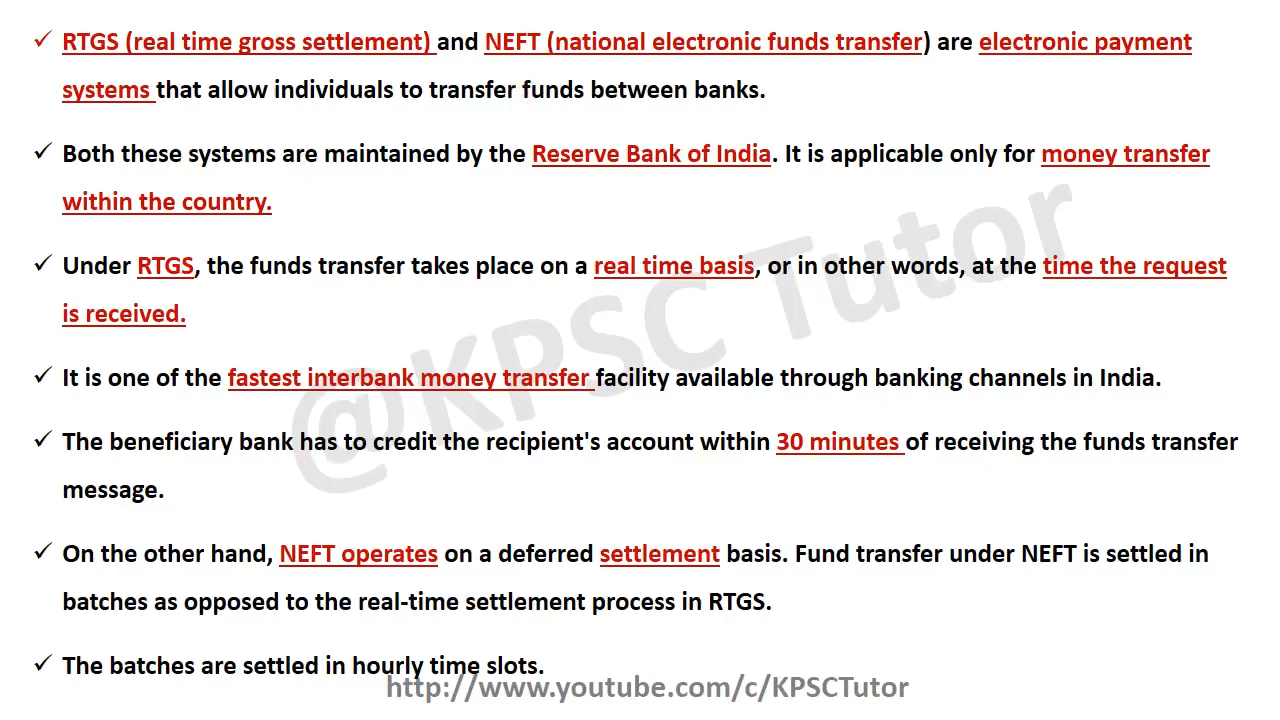 ✓ RTGS (real time gross settlement) and NEFT (national electronic funds transfer) are electronic payment
systems that allow individuals to transfer funds between banks.
✓ Both these systems are maintained by the Reserve Bank of India. It is applicable only for money transfer
within the country.
✓ Under RTGS, the funds transfer takes place on a real time basis, or in other words, at the time the request
is received.
✓ It is one of the fastest interbank money transfer facility available through banking channels in India.
✓ The beneficiary bank has to credit the recipient's account within 30 minutes of receiving the funds transfer
message.
✓ On the other hand, NEFT operates on a deferred settlement basis. Fund transfer under NEFT is settled in
batches as opposed to the real-time settlement process in RTGS.
✓ The batches are settled in hourly time slots.
http://www.youtube.com/c/KPSCTutor
@KPSC Tutor